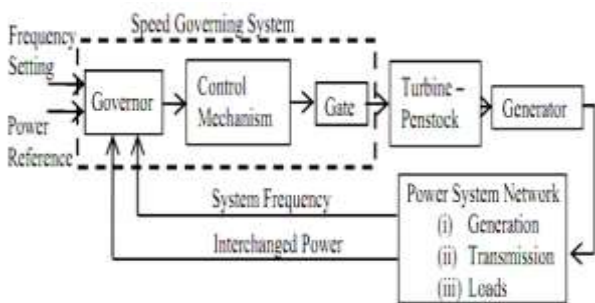 Speed Governing System
Frequency
Setting
Power
Reference
Governor
Control
Mechanism
Gate
Turbine –
Penstock
Generator
System Frequency
Interchanged Power
Power System Network
(i) Generation
(ii) Transmission
(iii) Loads